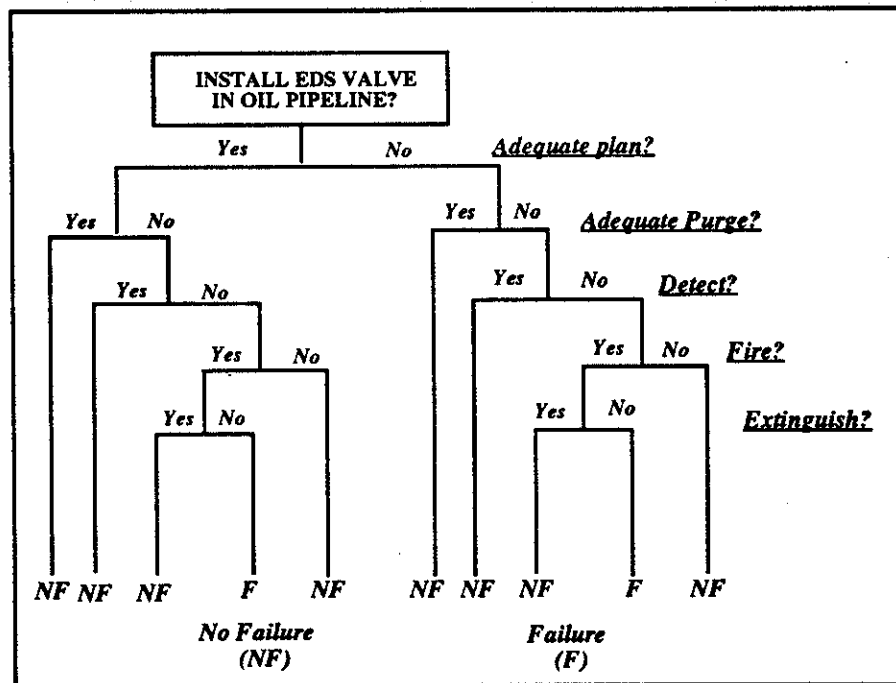 INSTALL EDS VALVE
IN OIL PIPELINE?
Yes No Adequate plan?
Yes No Yes No Adequate Purge?
Yes No Yes No Detect?
Yes No Yes No Fire?
Yes No Yes No Extinguish?
NF NF NF F NF NF NF NF F NF
No Failure Failure
(NF) (F)